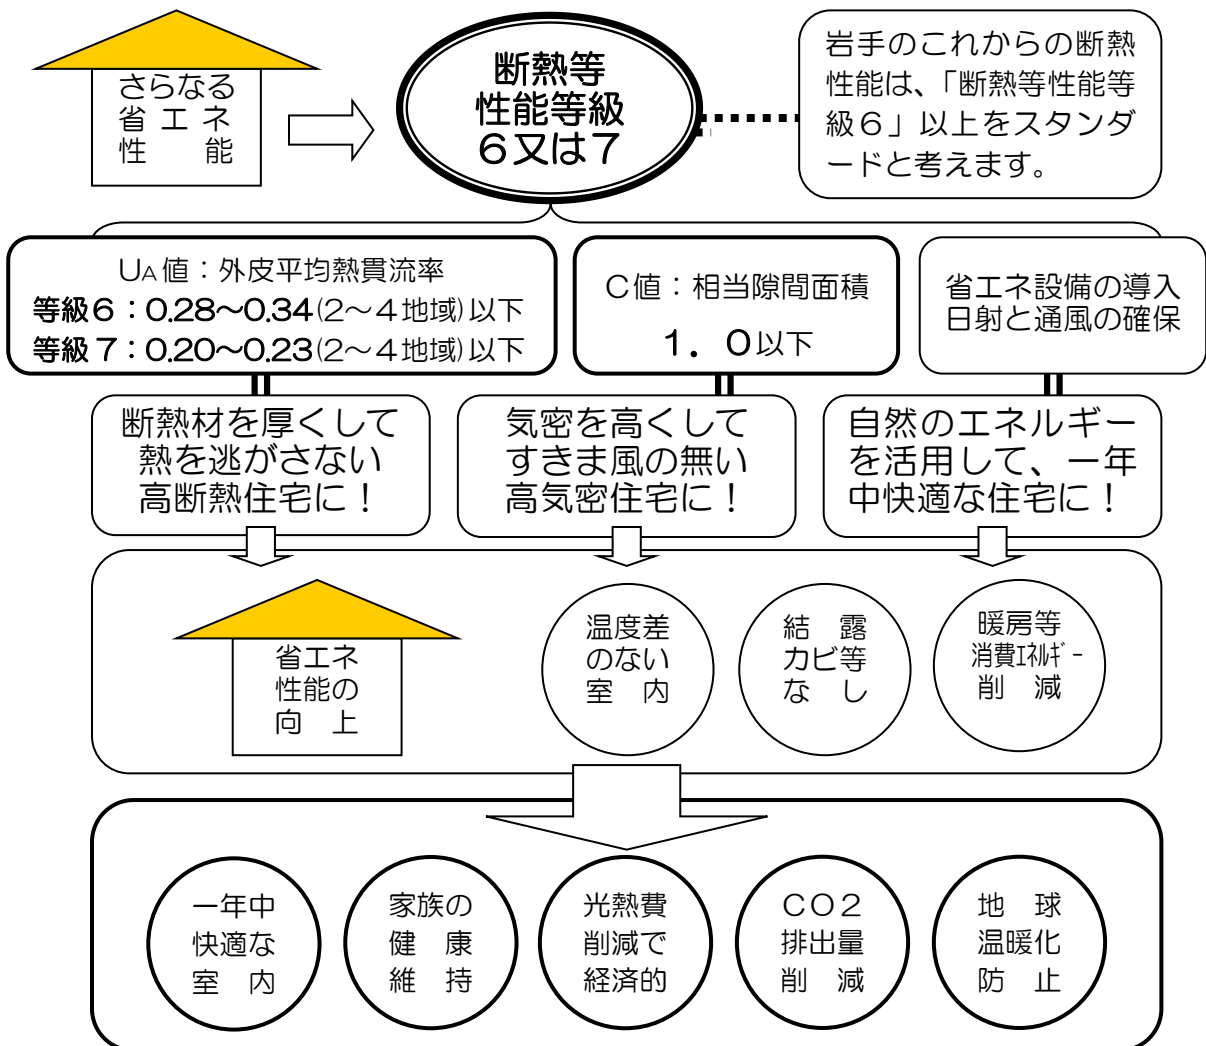 さらなる
省エネ
性　能
断熱等
性能等級
６又は７
岩手のこれからの断熱
性能は、「断熱等性能等
級６」以上をスタンダ
ードと考えます。
UA値：外皮平均熱貫流率
等級６：0.28～0.34(2～４地域)以下
等級７：0.20～0.23(2～４地域)以下
C値：相当隙間面積
１．０以下
省エネ設備の導入
日射と通風の確保
断熱材を厚くして
熱を逃がさない
高断熱住宅に！
気密を高くして
すきま風の無い
高気密住宅に！
自然のエネルギー
を活用して、一年
中快適な住宅に！
省エネ
性能の
向　上
温度差
のない
室　内
結　露
カビ等
な　し
暖房等
消費ｴﾈﾙｷﾞｰ
削　減
一年中
快適な
室　内
家族の
健　康
維　持
光熱費
削減で
経済的
ＣＯ２
排出量
削　減
地　球
温暖化
防　止